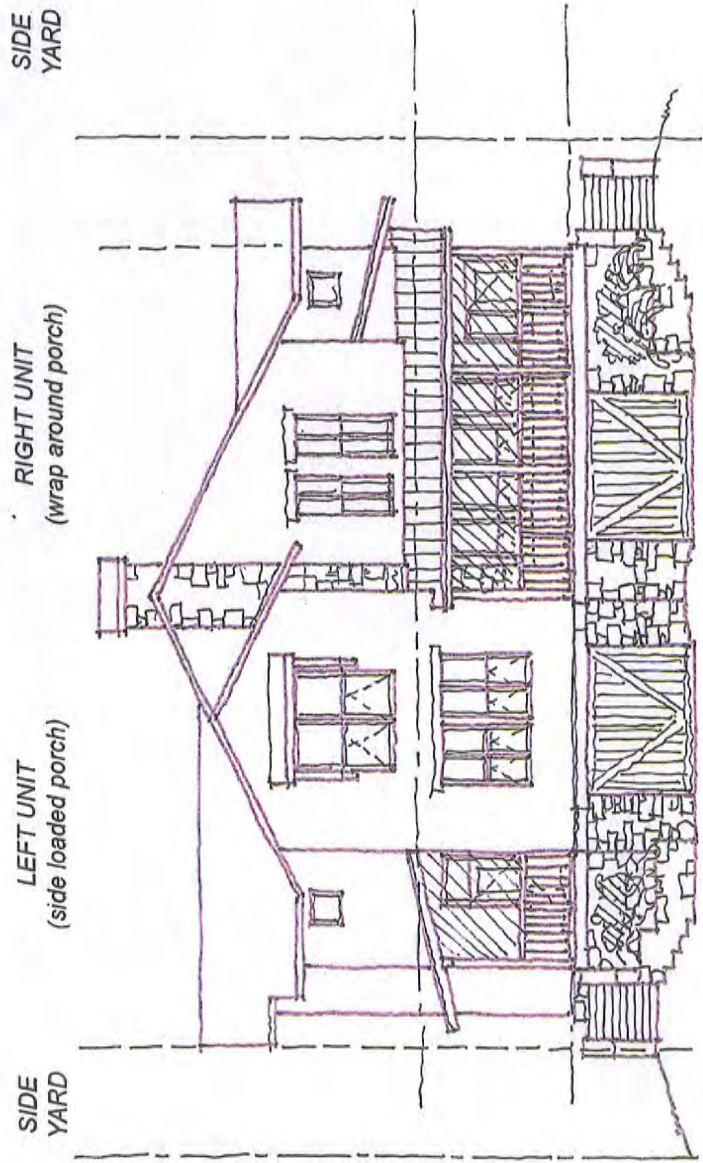 SIDE
YARD
LEFT UNIT
(side loaded porch)
RIGHT UNIT
(wrap around porch)
SIDE
YARD